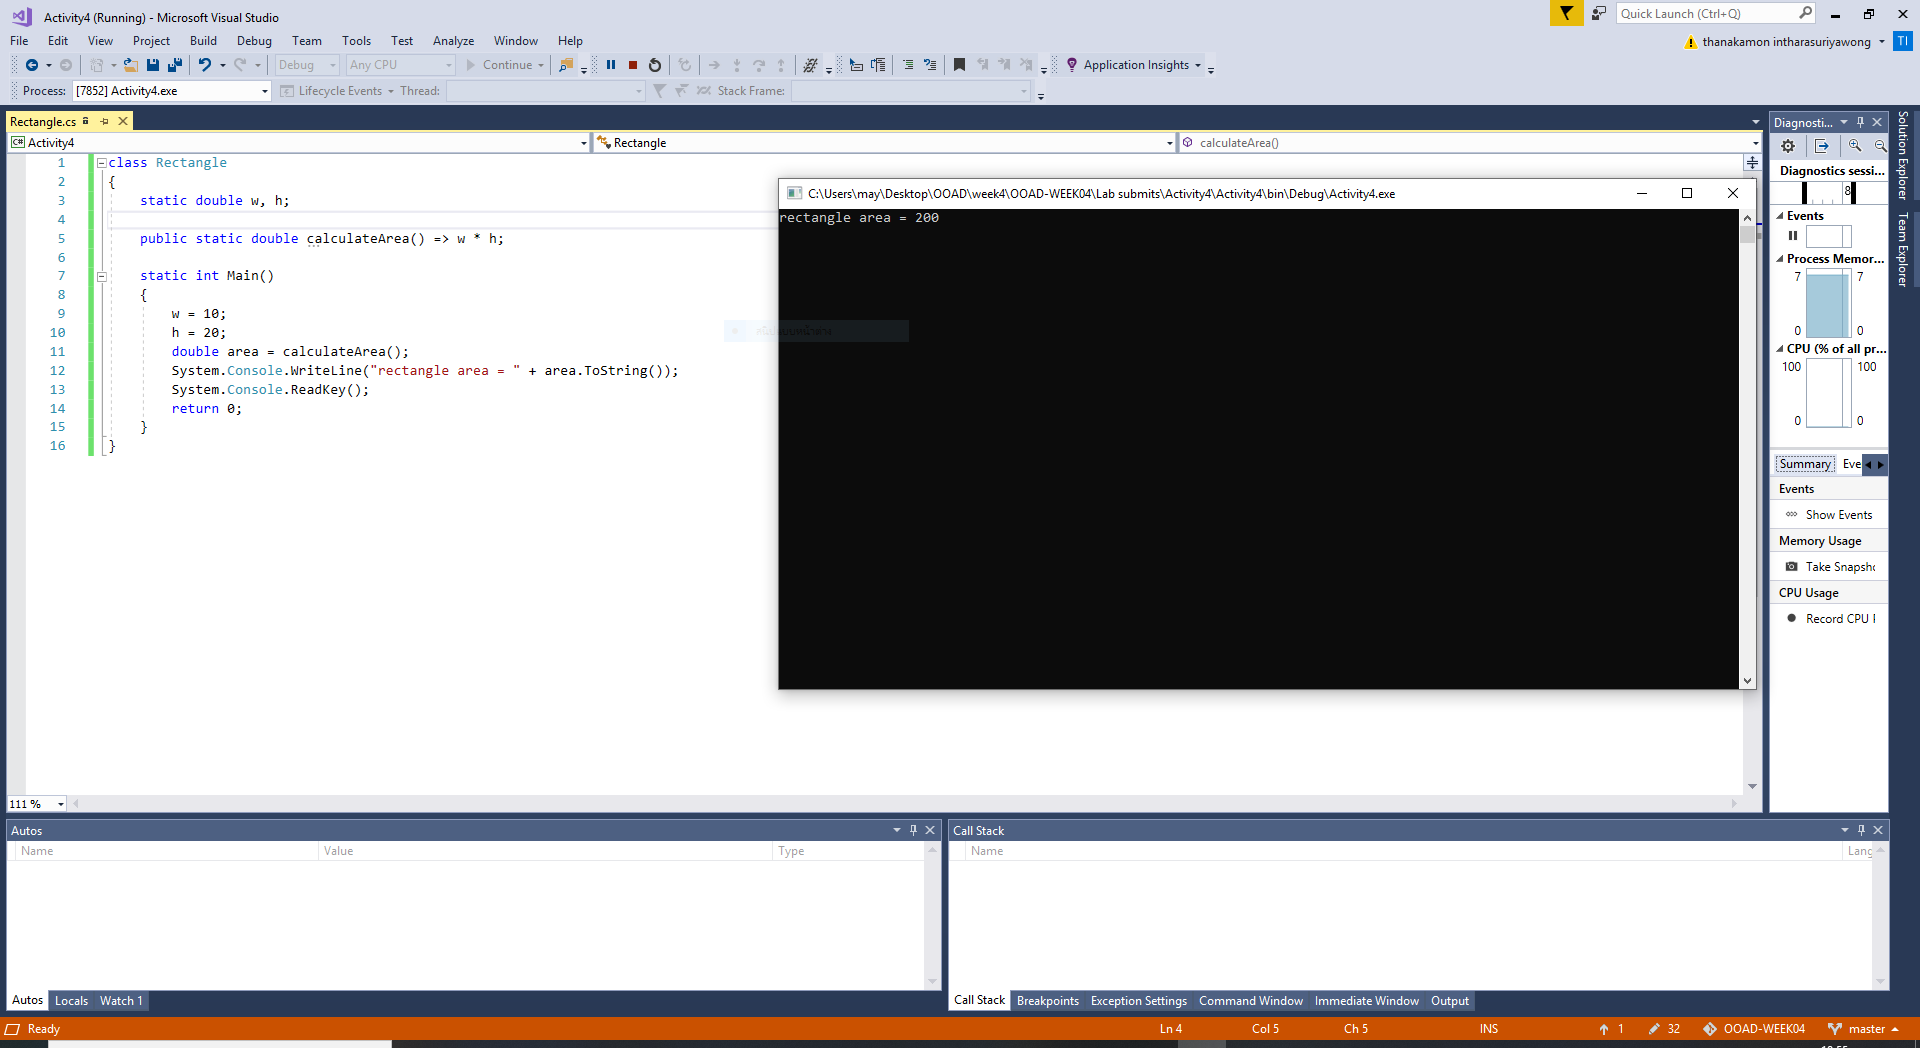 Activity4 (Running) - Microsoft Visual Studio
Quick Launch (Ctrl+Q)
File Edit View Project Build Debug Team Tools Test Analyze Window Help
thanakamon intharasuriyawong TI
Debug Any CPU Continue Application Insights
Process: [7852] Activity4.exe Lifecycle Events Thread: Stack Frame:
Rectangle.cs
Activity4 Rectangle calculateArea()
1 class Rectangle
2 {
3 static double w, h;
4
5 public static double calculateArea() => w * h;
6
7 static int Main()
8 {
9 w = 10;
10 h = 20;
11 double area = calculateArea();
12 System.Console.WriteLine("rectangle area = " + area.ToString());
13 System.Console.ReadKey();
14 return 0;
15 }
16 }
C:\Users\may\Desktop\OOAD\week4\OOAD-WEEK04\Lab submits\Activity4\Activity4\bin\Debug\Activity4.exe
rectangle area = 200
Diagnosti...
Diagnostics sessi...
8
Events
Process Memor...
7 7
0 0
CPU (% of all pr...
100 100
0 0
Summary Eve
Events
Show Events
Memory Usage
Take Snapsh
CPU Usage
Record CPU
Solution Explorer
Team Explorer
111 %
Autos
Name Value Type
Autos Locals Watch 1
Call Stack
Name Lang
Call Stack Breakpoints Exception Settings Command Window Immediate Window Output
Ready Ln 4 Col 5 Ch 5 INS 1 32 OOAD-WEEK04 master